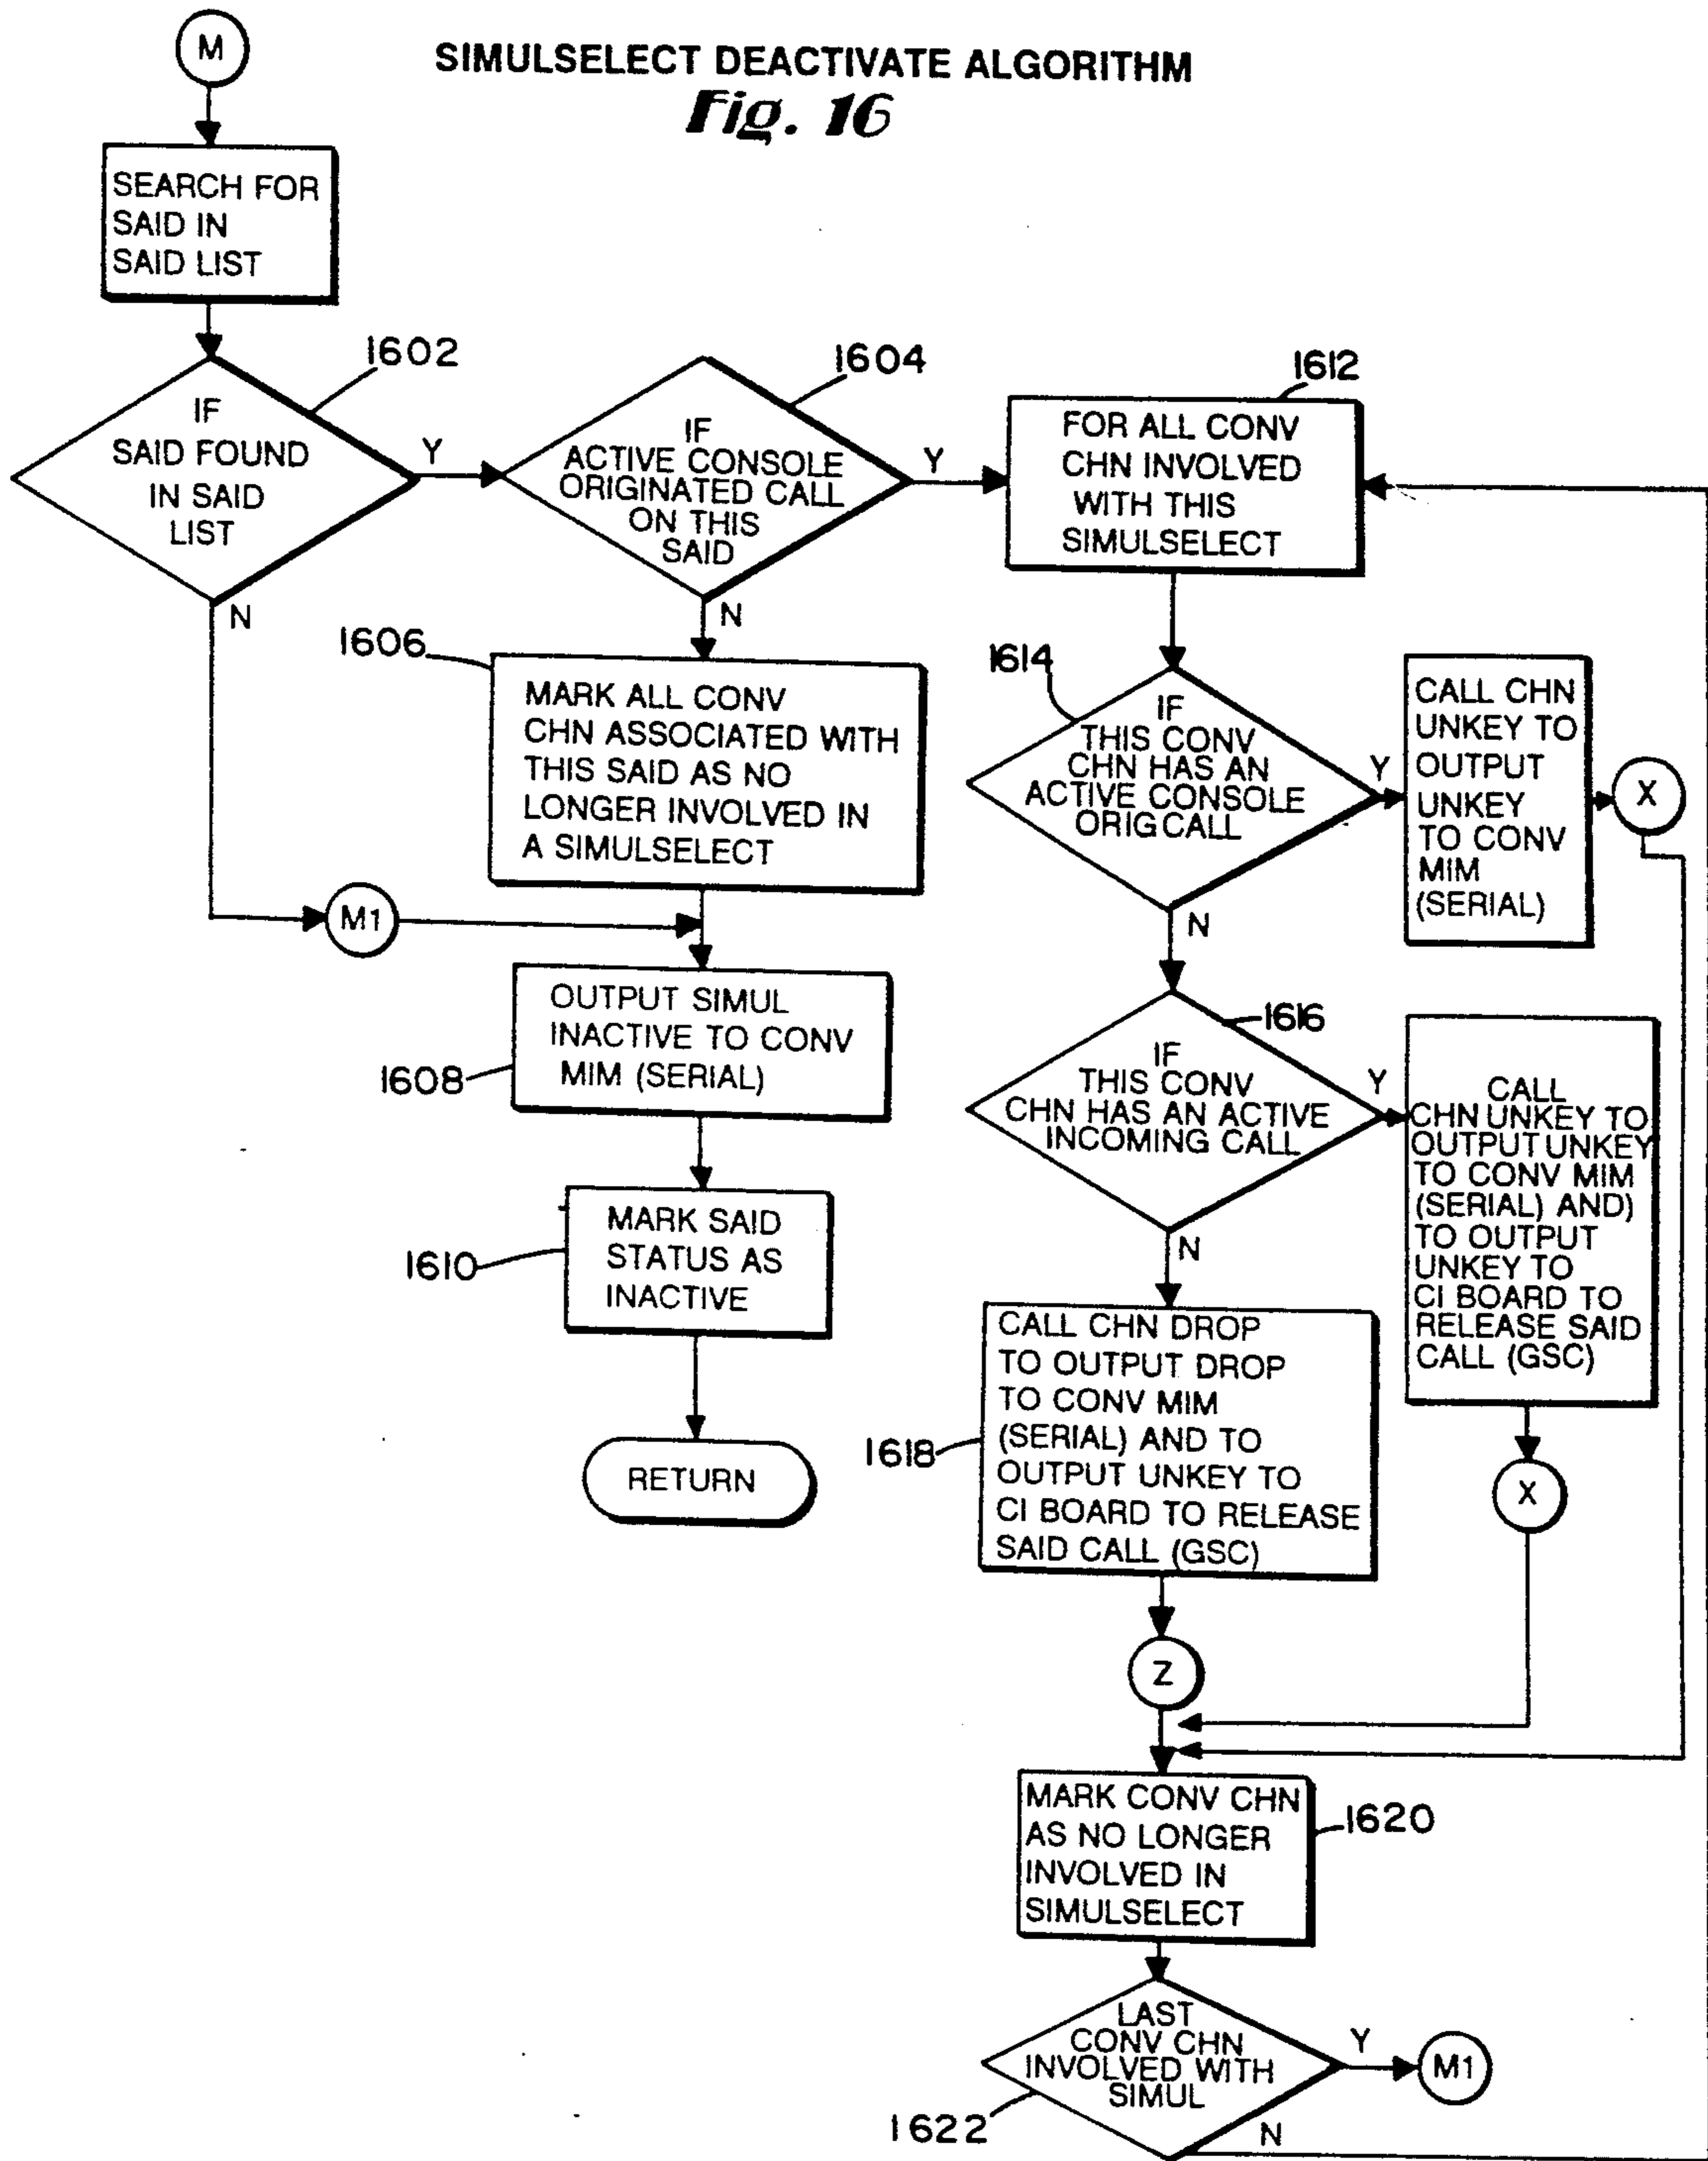 M
SIMULSELECT DEACTIVATE ALGORITHM
Fig. 16
SEARCH FOR
SAID IN
SAID LIST
1602
IF
SAID FOUND
IN SAID
LIST
Y
N
1604
IF
ACTIVE CONSOLE
ORIGINATED CALL
ON THIS
SAID
Y
N
1612
FOR ALL CONV
CHN INVOLVED
WITH THIS
SIMULSELECT
1606
MARK ALL CONV
CHN ASSOCIATED WITH
THIS SAID AS NO
LONGER INVOLVED IN
A SIMULSELECT
M1
1608
OUTPUT SIMUL
INACTIVE TO CONV
MIM (SERIAL)
1610
MARK SAID
STATUS AS
INACTIVE
RETURN
1614
IF
THIS CONV
CHN HAS AN
ACTIVE CONSOLE
ORIG CALL
Y
N
CALL CHN
UNKEY TO
OUTPUT
UNKEY
TO CONV
MIM
(SERIAL)
X
1616
IF
THIS CONV
CHN HAS AN ACTIVE
INCOMING CALL
Y
N
CALL
CHN UNKEY TO
OUTPUT UNKEY
TO CONV MIM
(SERIAL) AND)
TO OUTPUT
UNKEY TO
CI BOARD TO
RELEASE SAID
CALL (GSC)
X
1618
CALL CHN DROP
TO OUTPUT DROP
TO CONV MIM
(SERIAL) AND TO
OUTPUT UNKEY TO
CI BOARD TO RELEASE
SAID CALL (GSC)
Z
1620
MARK CONV CHN
AS NO LONGER
INVOLVED IN
SIMULSELECT
1622
LAST
CONV CHN
INVOLVED WITH
SIMUL
Y
M1
N